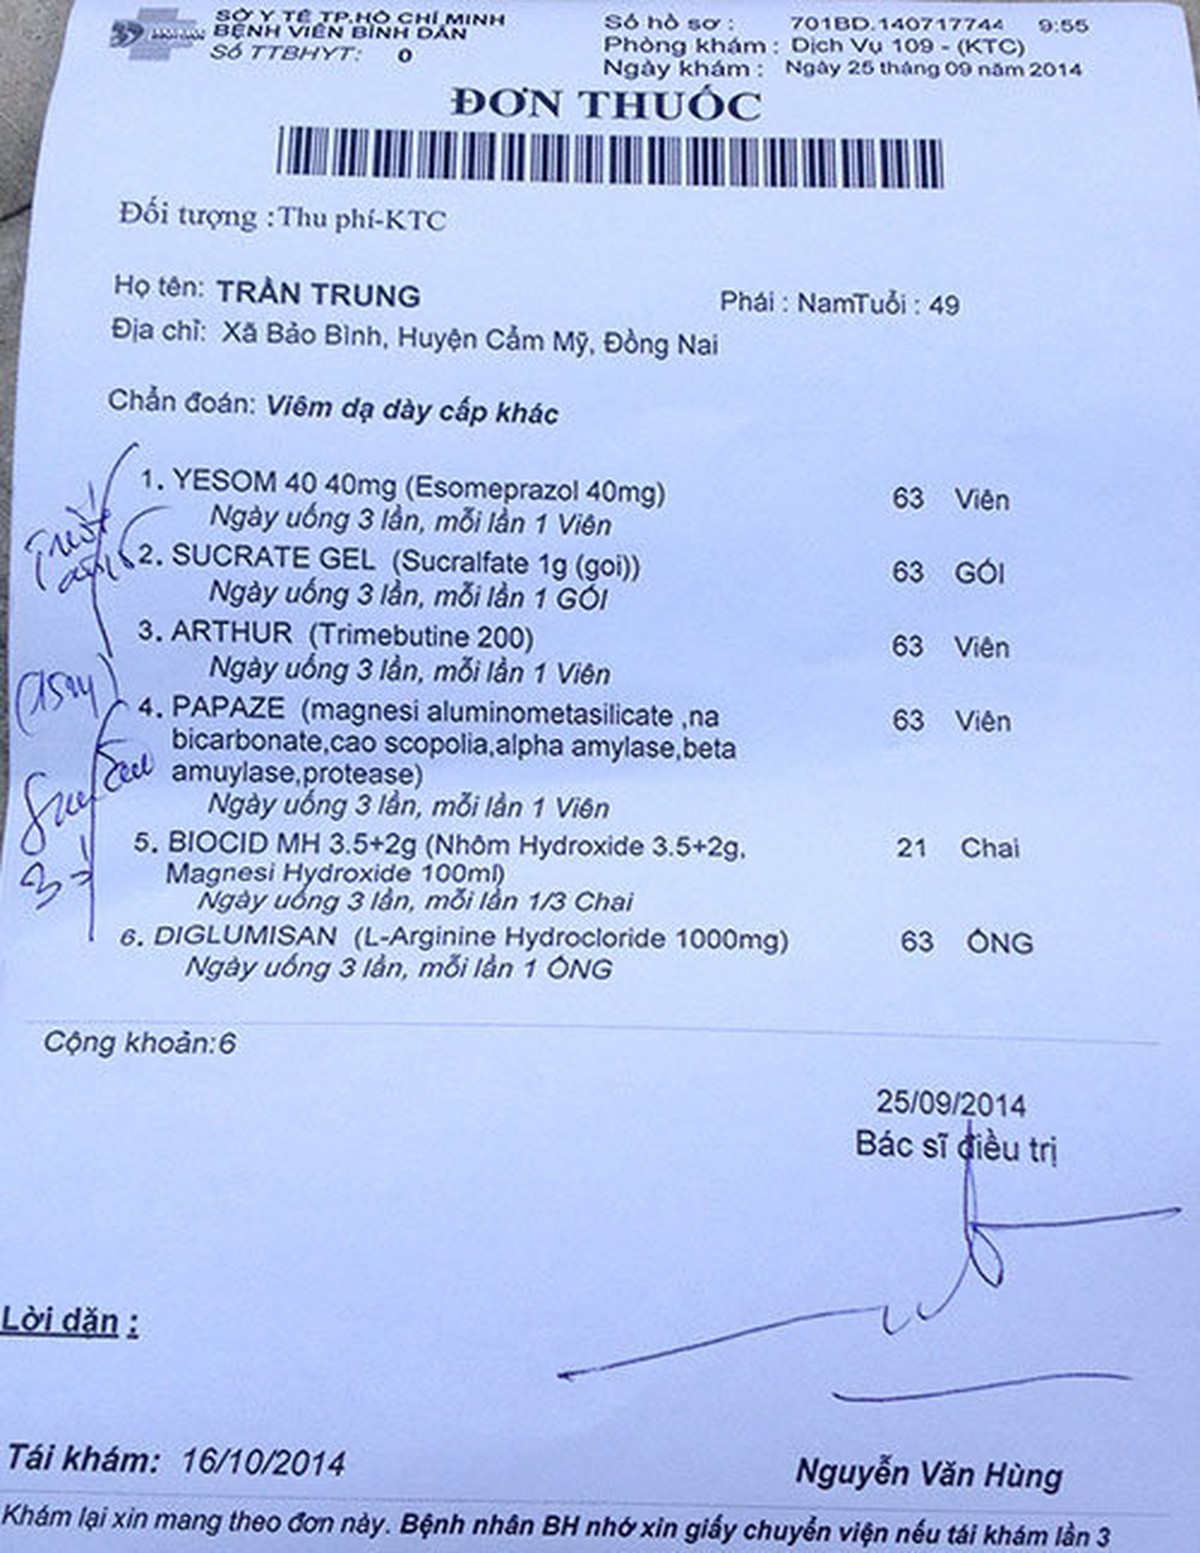 SỞ Y TẾ TP.HỒ CHÍ MINH
BỆNH VIỆN BÌNH DÂN
Số TTBHYT: 0
Số hồ sơ : 701BD.140717744 9:55
Phòng khám : Dịch Vụ 109 - (KTC)
Ngày khám : Ngày 25 tháng 09 năm 2014
ĐƠN THUỐC
Đối tượng :Thu phí-KTC
Họ tên: TRẦN TRUNG Phái : NamTuổi : 49
Địa chỉ: Xã Bảo Bình, Huyện Cẩm Mỹ, Đồng Nai
Chẩn đoán: Viêm dạ dày cấp khác
1. YESOM 40 40mg (Esomeprazol 40mg) 63 Viên
Ngày uống 3 lần, mỗi lần 1 Viên
2. SUCRATE GEL (Sucralfate 1g (goi)) 63 GÓI
Ngày uống 3 lần, mỗi lần 1 GÓI
3. ARTHUR (Trimebutine 200) 63 Viên
Ngày uống 3 lần, mỗi lần 1 Viên
4. PAPAZE (magnesi aluminometasilicate ,na 63 Viên
bicarbonate,cao scopolia,alpha amylase,beta
amuylase,protease)
Ngày uống 3 lần, mỗi lần 1 Viên
5. BIOCID MH 3.5+2g (Nhôm Hydroxide 3.5+2g, 21 Chai
Magnesi Hydroxide 100ml)
Ngày uống 3 lần, mỗi lần 1/3 Chai
6. DIGLUMISAN (L-Arginine Hydrocloride 1000mg) 63 ỐNG
Ngày uống 3 lần, mỗi lần 1 ỐNG
Cộng khoản:6
25/09/2014
Bác sĩ điều trị
Lời dặn :
Tái khám: 16/10/2014
Nguyễn Văn Hùng
Khám lại xin mang theo đơn này. Bệnh nhân BH nhớ xin giấy chuyển viện nếu tái khám lần 3